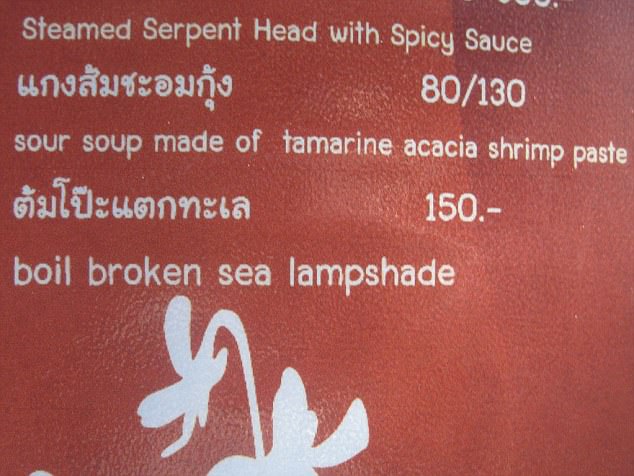 Steamed Serpent Head with Spicy Sauce
แกงส้มชะอมกุ้ง 80/130
sour soup made of tamarine acacia shrimp paste
ต้มโป๊ะแตกทะเล 150.-
boil broken sea lampshade